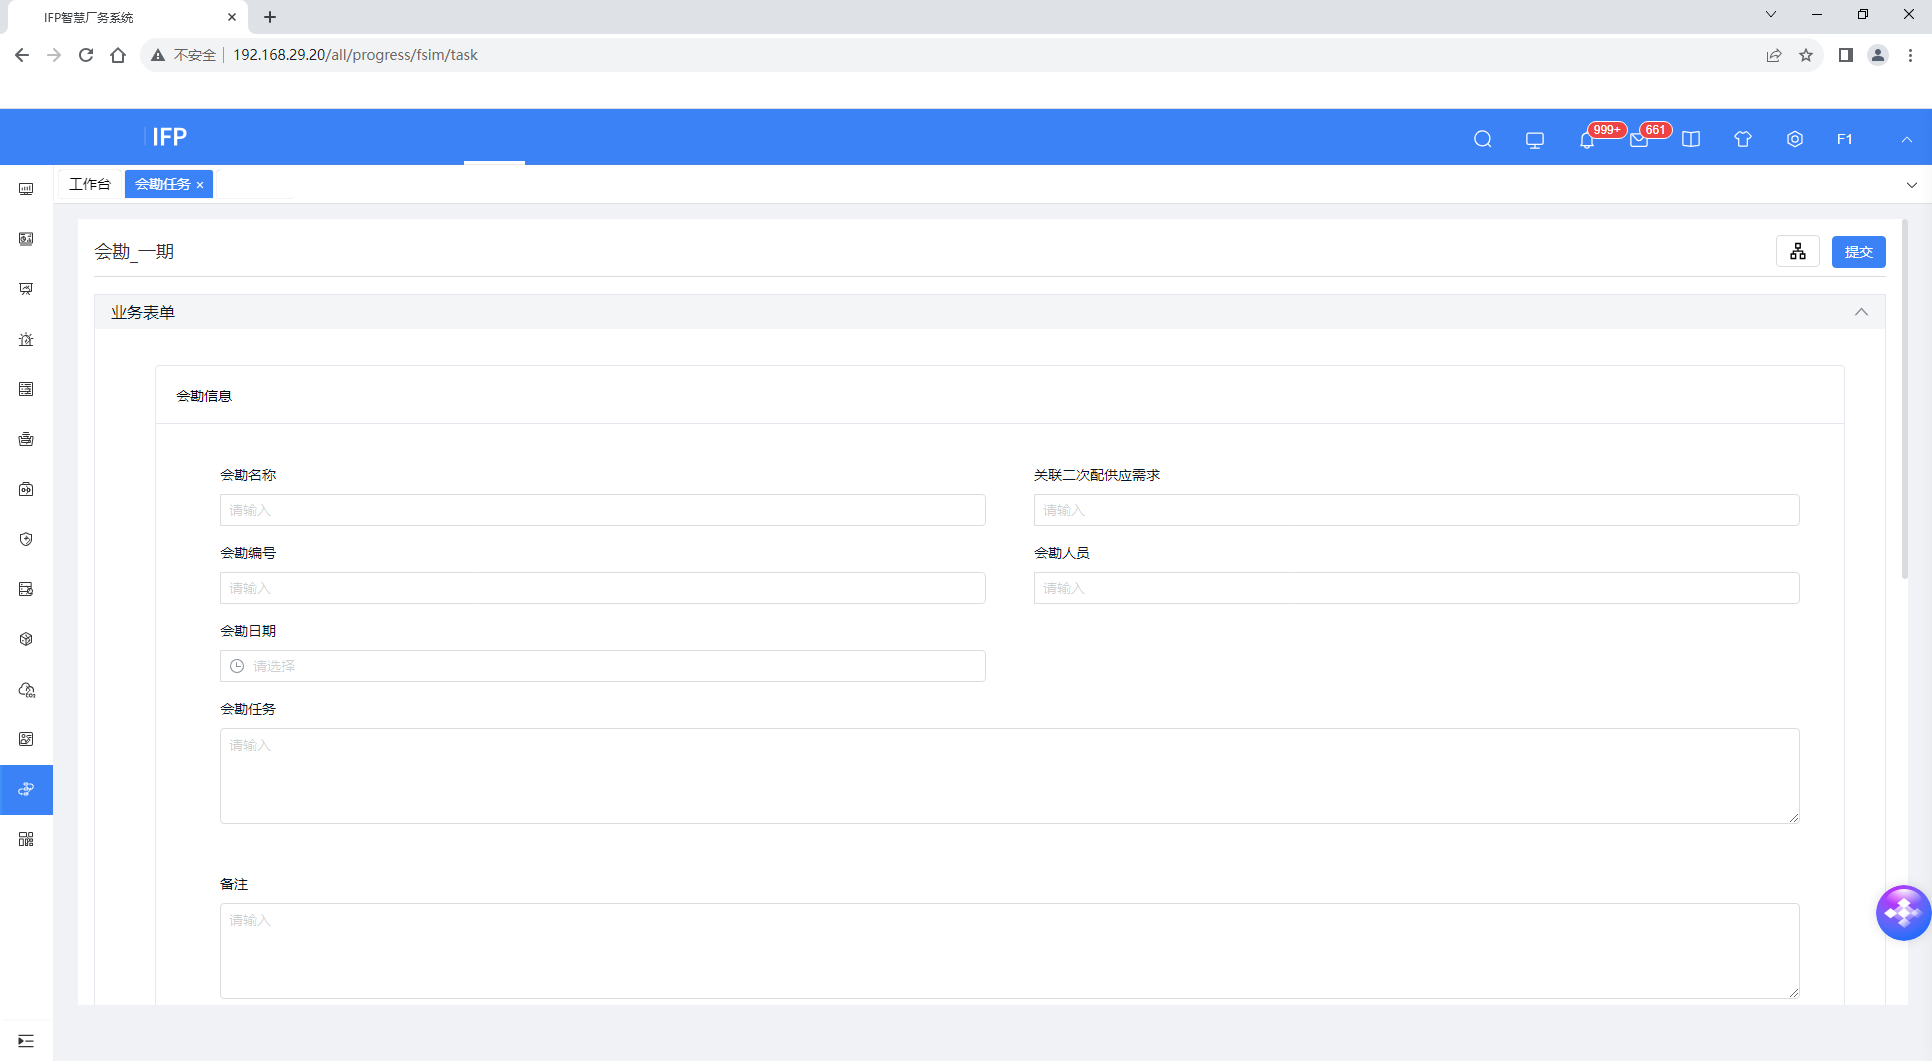 IFP智慧厂务系统
不安全 192.168.29.20/all/progress/fsim/task
IFP
999+
661
F1
工作台
会勘任务
会勘_一期
提交
业务表单
会勘信息
会勘名称
关联二次配供应需求
请输入
请输入
会勘编号
会勘人员
请输入
请输入
会勘日期
请选择
会勘任务
请输入
备注
请输入